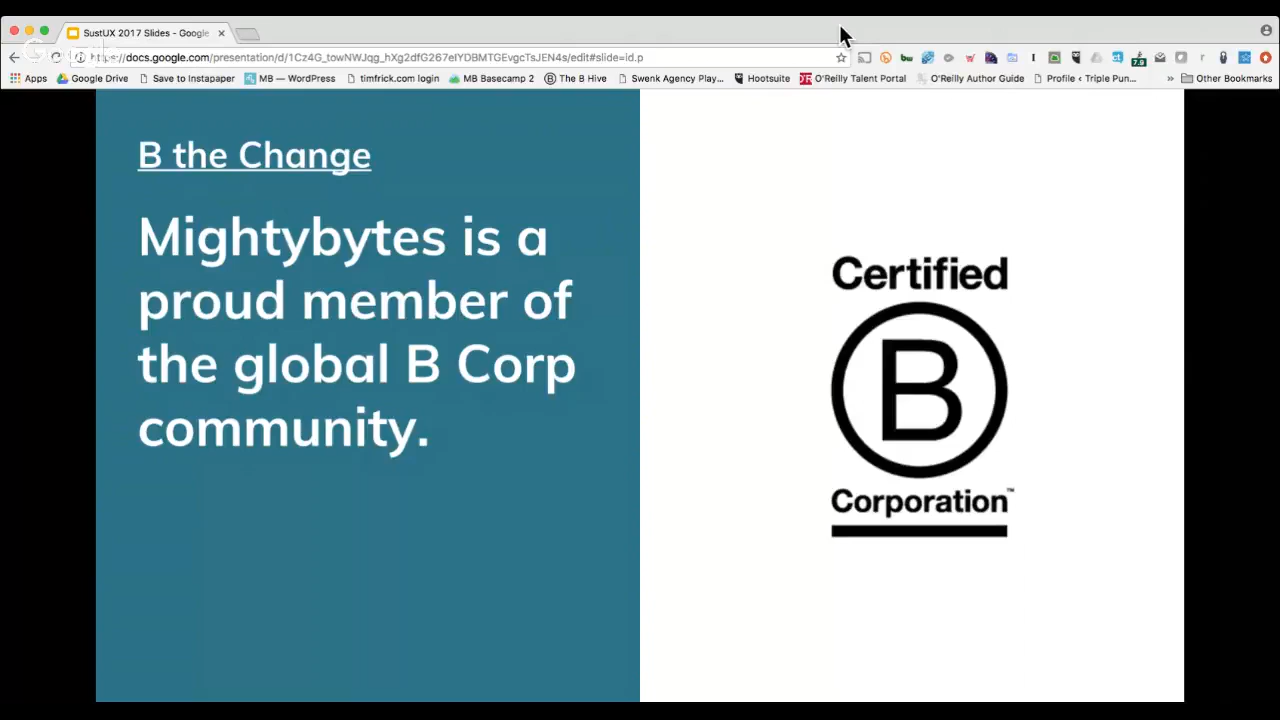 SustUX 2017 Slides - Google
https://docs.google.com/presentation/d/1Cz4G_towNWJqg_hXg2dfG267eIYDBMTGEvgcTsJEN4s/edit#slide=id.p
Apps Google Drive Save to Instapaper MB — WordPress timfrick.com login MB Basecamp 2 The B Hive Swenk Agency Play... Hootsuite O'Reilly Talent Portal O'Reilly Author Guide Profile ‹ Triple Pun... » Other Bookmarks
B the Change
Mightybytes is a
proud member of
the global B Corp
community.
Certified
B
Corporation™